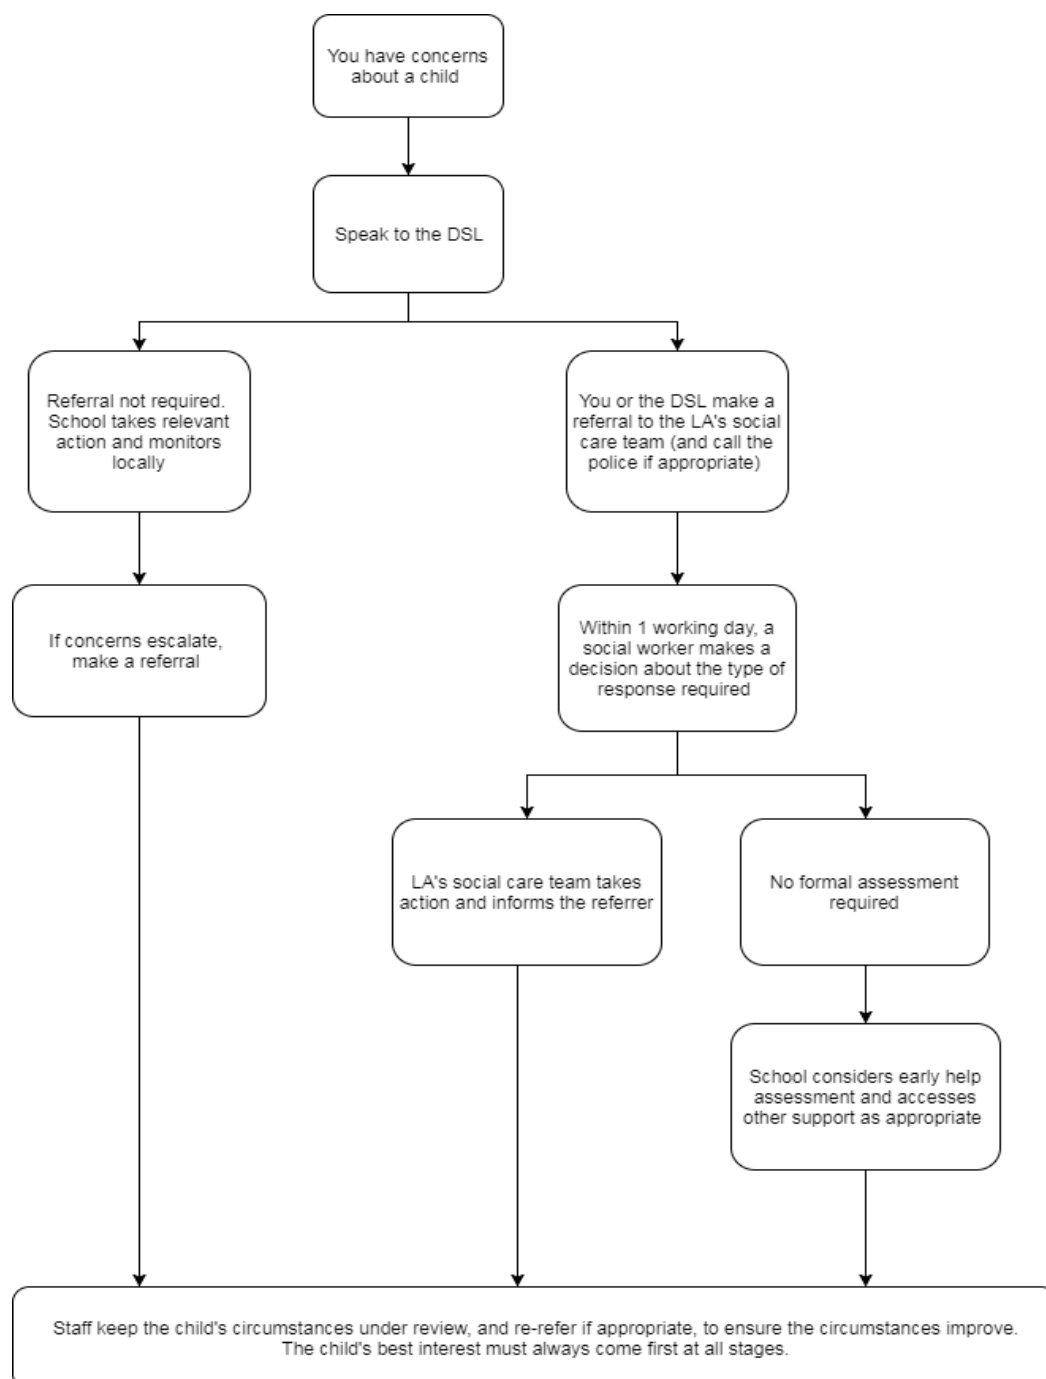 You have concerns
about a child
Speak to the DSL
Referral not required.
School takes relevant
action and monitors
locally
You or the DSL make a
referral to the LA's social
care team (and call the
police if appropriate)
If concerns escalate,
make a referral
Within 1 working day, a
social worker makes a
decision about the type of
response required
LA's social care team takes
action and informs the referrer
No formal assessment
required
School considers early help
assessment and accesses
other support as appropriate
Staff keep the child's circumstances under review, and re-refer if appropriate, to ensure the circumstances improve.
The child's best interest must always come first at all stages.